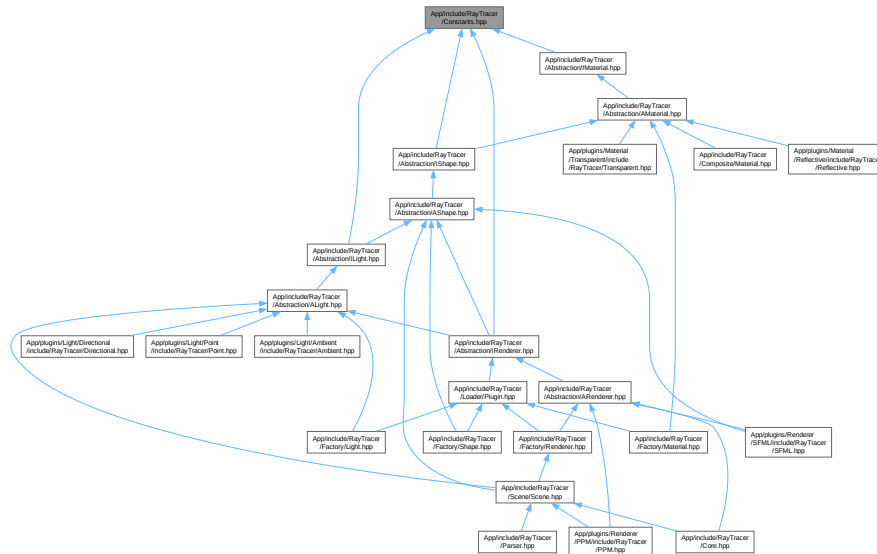 App/include/RayTracer
/Constants.hpp
App/include/RayTracer
/Abstraction/IMaterial.hpp
App/include/RayTracer
/Abstraction/AMaterial.hpp
App/include/RayTracer
/Abstraction/IShape.hpp
App/plugins/Material
/Transparent/include
/RayTracer/Transparent.hpp
App/include/RayTracer
/Composite/Material.hpp
App/plugins/Material
/Reflective/include/RayTracer
/Reflective.hpp
App/include/RayTracer
/Abstraction/AShape.hpp
App/include/RayTracer
/Abstraction/ILight.hpp
App/include/RayTracer
/Abstraction/ALight.hpp
App/plugins/Light/Directional
/include/RayTracer/Directional.hpp
App/plugins/Light/Point
/include/RayTracer/Point.hpp
App/plugins/Light/Ambient
/include/RayTracer/Ambient.hpp
App/include/RayTracer
/Abstraction/IRenderer.hpp
App/include/RayTracer
/Loader/Plugin.hpp
App/include/RayTracer
/Abstraction/ARenderer.hpp
App/include/RayTracer
/Factory/Light.hpp
App/include/RayTracer
/Factory/Shape.hpp
App/include/RayTracer
/Factory/Renderer.hpp
App/include/RayTracer
/Factory/Material.hpp
App/plugins/Renderer
/SFML/include/RayTracer
/SFML.hpp
App/include/RayTracer
/Scene/Scene.hpp
App/include/RayTracer
/Parser.hpp
App/plugins/Renderer
/PPM/include/RayTracer
/PPM.hpp
App/include/RayTracer
/Core.hpp